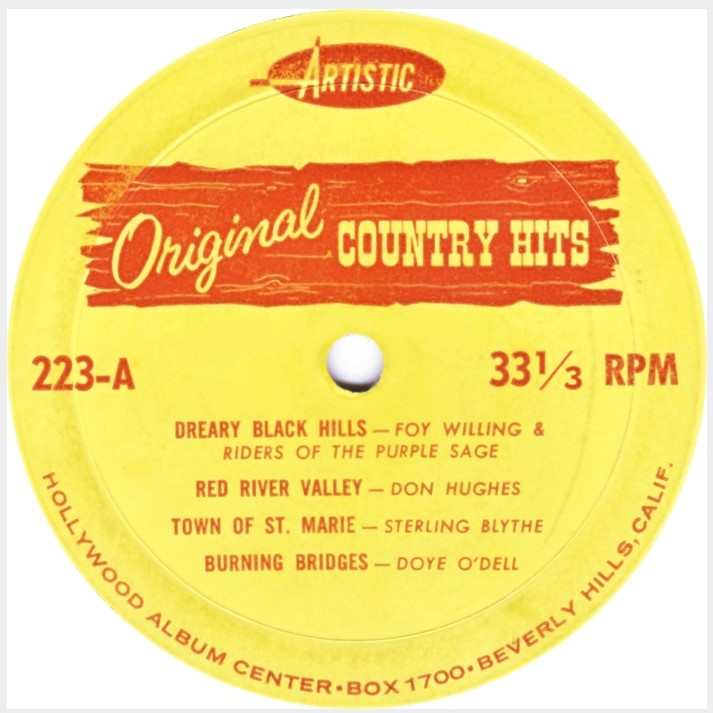 ARTISTIC
Original COUNTRY HITS
223-A
33 1/3 RPM
DREARY BLACK HILLS — FOY WILLING &
RIDERS OF THE PURPLE SAGE
RED RIVER VALLEY — DON HUGHES
TOWN OF ST. MARIE — STERLING BLYTHE
BURNING BRIDGES — DOYE O'DELL
HOLLYWOOD ALBUM CENTER • BOX 1700 • BEVERLY HILLS, CALIF.